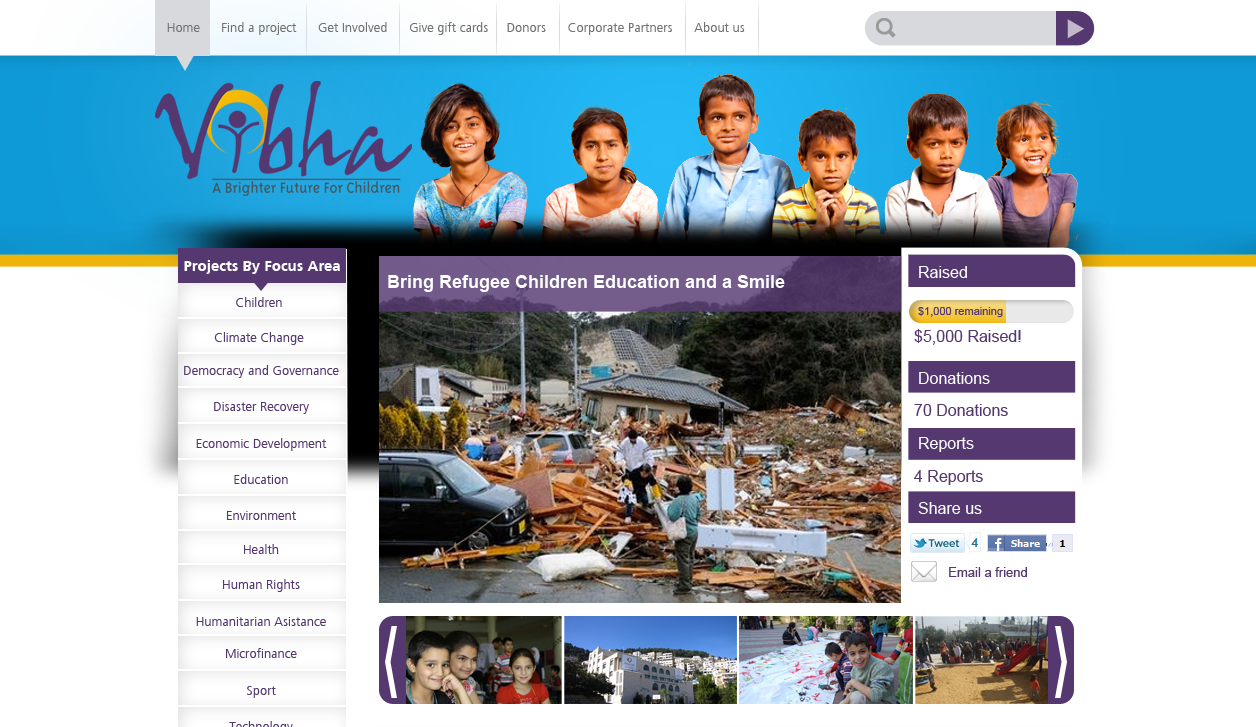 Home
Find a project
Get Involved
Give gift cards
Donors
Corporate Partners
About us
Vibha
A Brighter Future For Children
Projects By Focus Area
Children
Climate Change
Democracy and Governance
Disaster Recovery
Economic Development
Education
Environment
Health
Human Rights
Humanitarian Asistance
Microfinance
Sport
Technology
Bring Refugee Children Education and a Smile
Raised
$1,000 remaining
$5,000 Raised!
Donations
70 Donations
Reports
4 Reports
Share us
Tweet 4 f Share 1
Email a friend